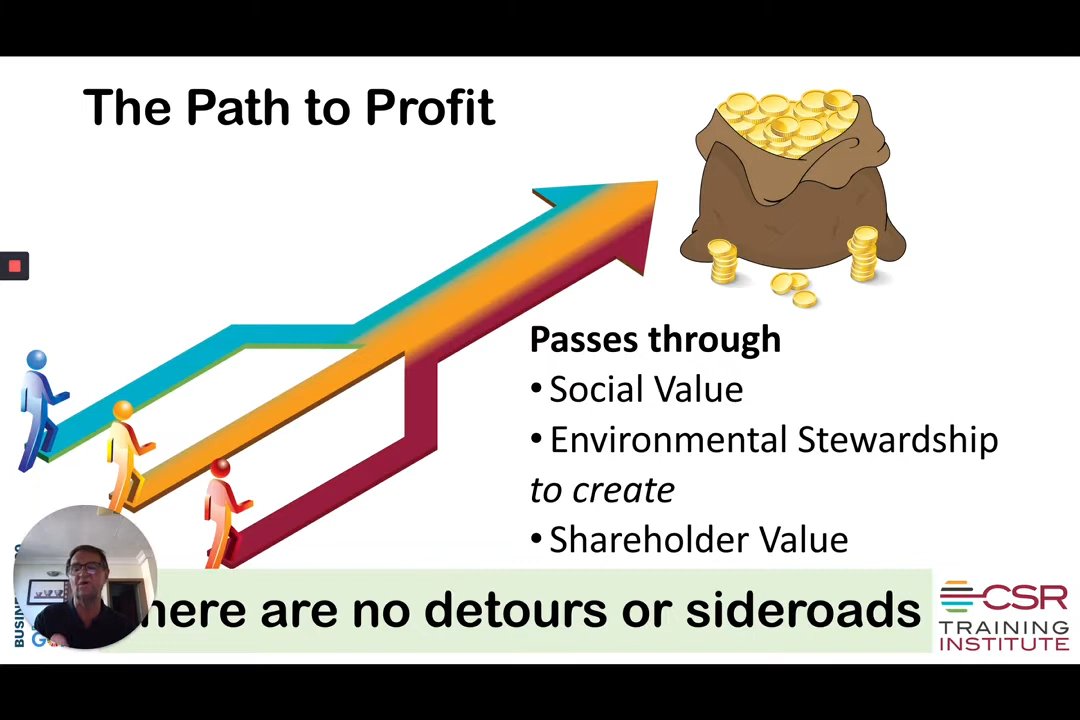 The Path to Profit
Passes through
• Social Value
• Environmental Stewardship
to create
• Shareholder Value
here are no detours or sideroads
CSR
TRAINING
INSTITUTE